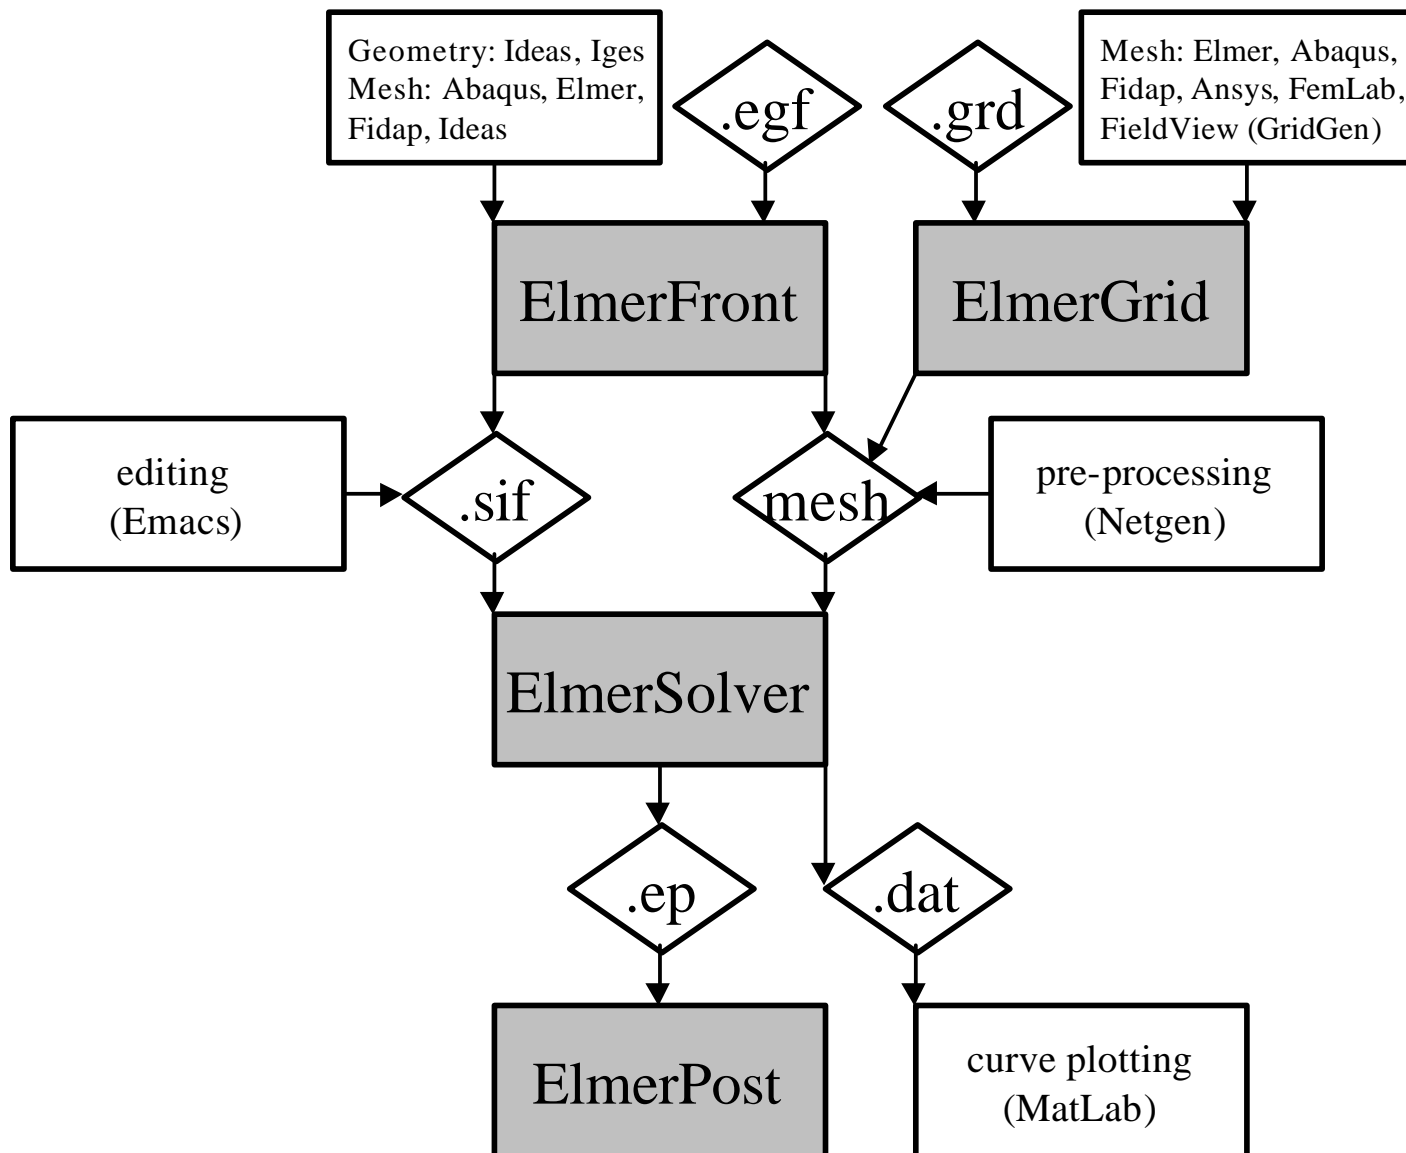 Geometry: Ideas, Iges
Mesh: Abaqus, Elmer,
Fidap, Ideas
.egf
.grd
Mesh: Elmer, Abaqus,
Fidap, Ansys, FemLab,
FieldView (GridGen)
ElmerFront
ElmerGrid
editing
(Emacs)
.sif
mesh
pre-processing
(Netgen)
ElmerSolver
.ep
.dat
ElmerPost
curve plotting
(MatLab)